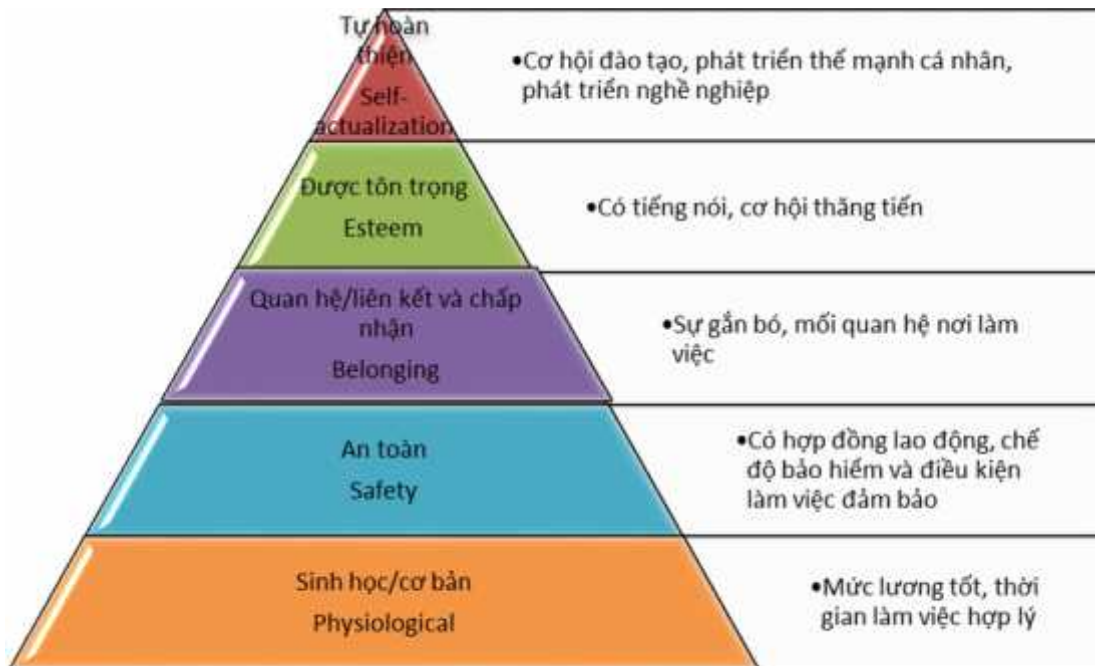 Tự hoàn
thiện
Self-
actualization
•Cơ hội đào tạo, phát triển thế mạnh cá nhân,
phát triển nghề nghiệp
Được tôn trọng
Esteem
•Có tiếng nói, cơ hội thăng tiến
Quan hệ/liên kết và chấp
nhận
Belonging
•Sự gắn bó, mối quan hệ nơi làm
việc
An toàn
Safety
•Có hợp đồng lao động, chế
độ bảo hiểm và điều kiện
làm việc đảm bảo
Sinh học/cơ bản
Physiological
•Mức lương tốt, thời
gian làm việc hợp lý